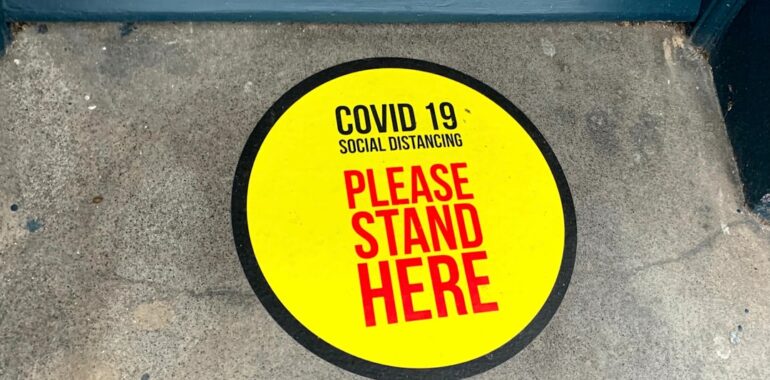 COVID 19
SOCIAL DISTANCING
PLEASE
STAND
HERE